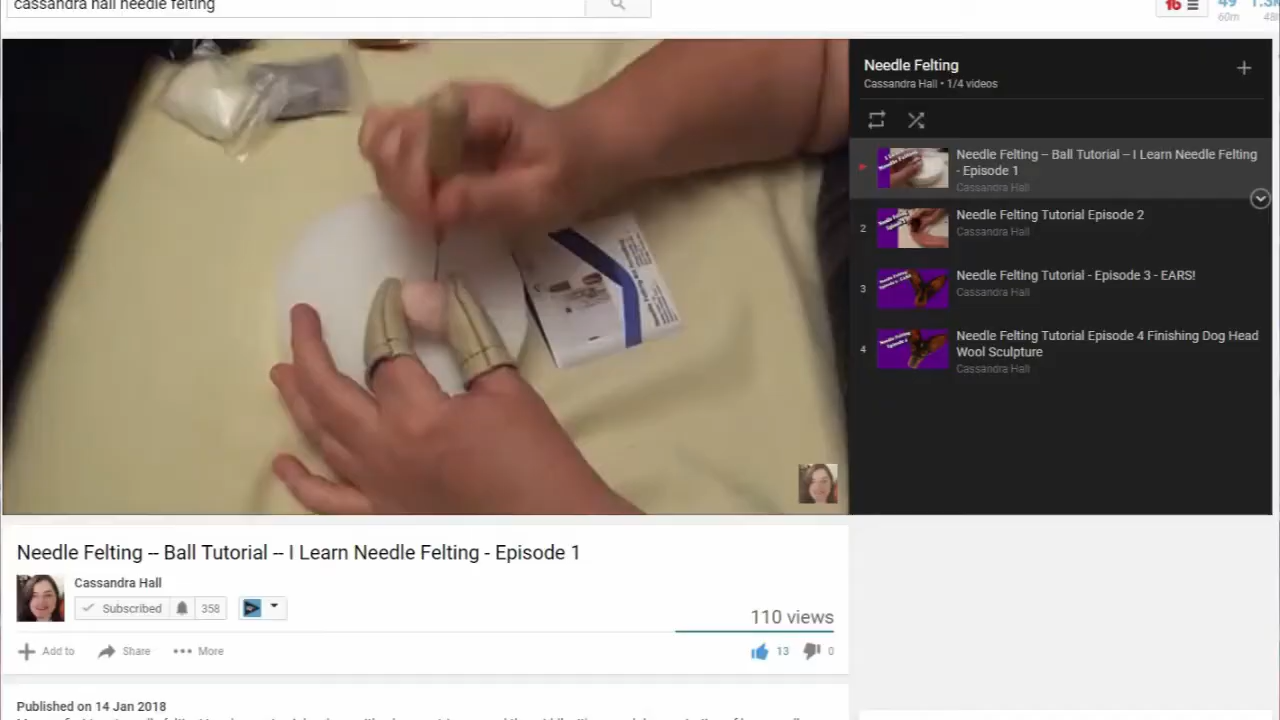 cassandra hall needle felting
49
60m
Needle Felting
Cassandra Hall • 1/4 videos
Needle Felting – Ball Tutorial – I Learn Needle Felting
- Episode 1
Cassandra Hall
2
Needle Felting Tutorial Episode 2
Cassandra Hall
3
Needle Felting Tutorial - Episode 3 - EARS!
Cassandra Hall
4
Needle Felting Tutorial Episode 4 Finishing Dog Head
Wool Sculpture
Cassandra Hall
Needle Felting -- Ball Tutorial -- I Learn Needle Felting - Episode 1
Cassandra Hall
Subscribed 358
110 views
Add to Share More
13 0
Published on 14 Jan 2018